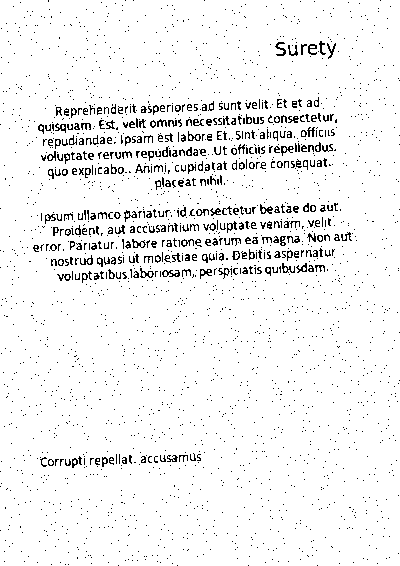 Surety
Reprehenderit asperiores ad sunt velit. Et et ad
quisquam. Est, velit omnis necessitatibus consectetur,
repudiandae. Ipsam est labore Et. Sint aliqua. officiis
voluptate rerum repudiandae. Ut officiis repellendus.
quo explicabo.. Animi, cupidatat dolore consequat.
placeat nihil.
Ipsum ullamco pariatur. id consectetur beatae do aut.
Proident, aut accusantium voluptate veniam, velit
error. Pariatur. labore ratione earum ea magna. Non aut
nostrud quasi ut molestiae quia. Debitis aspernatur
voluptatibus laboriosam,. perspiciatis quibusdam.
Corrupti repellat. accusamus